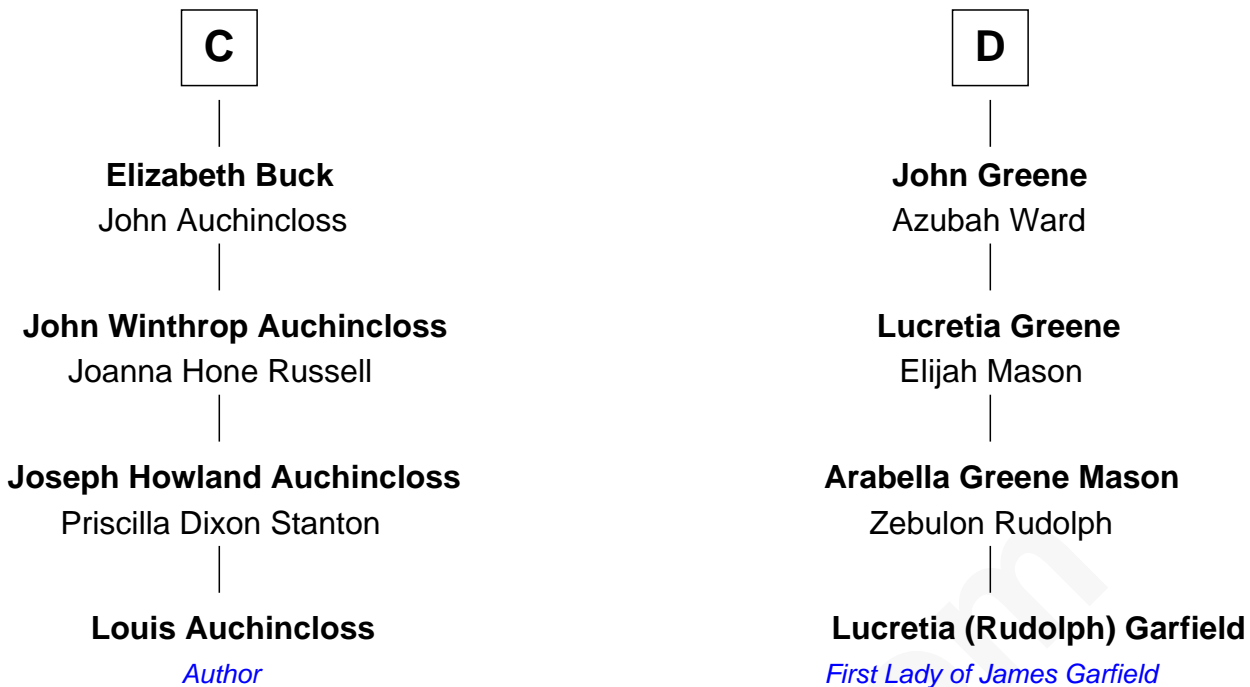 C
Elizabeth Buck
John Auchincloss
John Winthrop Auchincloss
Joanna Hone Russell
Joseph Howland Auchincloss
Priscilla Dixon Stanton
Louis Auchincloss
Author
D
John Greene
Azubah Ward
Lucretia Greene
Elijah Mason
Arabella Greene Mason
Zebulon Rudolph
Lucretia (Rudolph) Garfield
First Lady of James Garfield